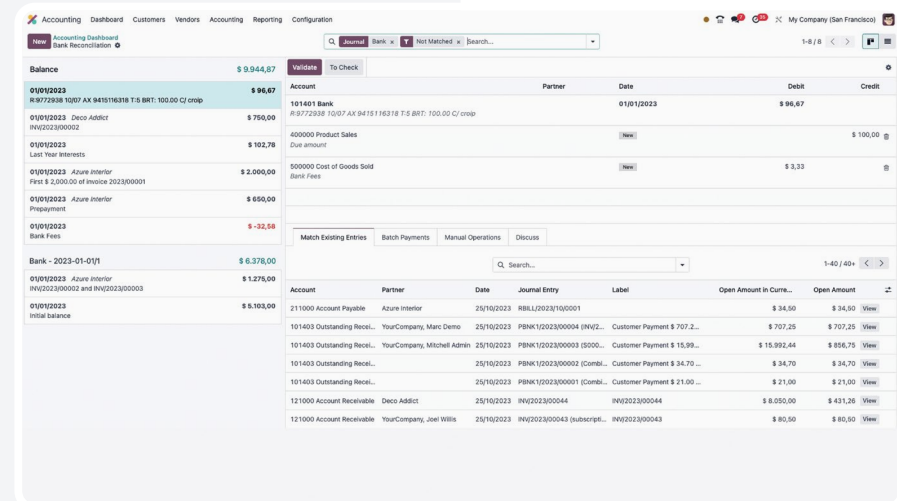 Accounting Dashboard Customers Vendors Accounting Reporting Configuration
My Company (San Francisco)
New Accounting Dashboard
Bank Reconciliation
Journal Bank × Not Matched × Search...
1-8 / 8
Balance $ 9.944,87
01/01/2023 $ 96,67
R:9772938 10/07 AX 9415116318 T:5 BRT: 100.00 C/ croip
01/01/2023 Deco Addict $ 750,00
INV/2023/00002
01/01/2023 $ 102,78
Last Year Interests
01/01/2023 Azure Interior $ 2.000,00
First $ 2,000.00 of invoice 2023/00001
01/01/2023 Azure Interior $ 650,00
Prepayment
01/01/2023 $ -32,58
Bank Fees
Bank - 2023-01-01/1 $ 6.378,00
01/01/2023 Azure Interior $ 1.275,00
INV/2023/00002 and INV/2023/00003
01/01/2023 $ 5.103,00
Initial balance
Validate To Check
Account Partner Date Debit Credit
101401 Bank 01/01/2023 $ 96,67
R:9772938 10/07 AX 9415116318 T:5 BRT: 100.00 C/ croip
400000 Product Sales New $ 100,00
Due amount
500000 Cost of Goods Sold New $ 3,33
Bank Fees
Match Existing Entries Batch Payments Manual Operations Discuss
Search...
1-40 / 40+
Account Partner Date Journal Entry Label Open Amount in Curre... Open Amount
211000 Account Payable Azure Interior 25/10/2023 RBILL/2023/10/0001 $ 34,50 $ 34,50 View
101403 Outstanding Recei... YourCompany, Marc Demo 25/10/2023 PBNK1/2023/00004 (INV/2... Customer Payment $ 707.2... $ 707,25 $ 707,25 View
101403 Outstanding Recei... YourCompany, Mitchell Admin 25/10/2023 PBNK1/2023/00003 (S000... Customer Payment $ 15,99... $ 15.992,44 $ 856,75 View
101403 Outstanding Recei... 25/10/2023 PBNK1/2023/00002 (Combi... Customer Payment $ 34.70 ... $ 34,70 $ 34,70 View
101403 Outstanding Recei... 25/10/2023 PBNK1/2023/00001 (Combi... Customer Payment $ 21.00 ... $ 21,00 $ 21,00 View
121000 Account Receivable Deco Addict 25/10/2023 INV/2023/00044 INV/2023/00044 $ 8.050,00 $ 431,26 View
121000 Account Receivable YourCompany, Joel Willis 25/10/2023 INV/2023/00043 (subscripti... INV/2023/00043 $ 80,50 $ 80,50 View